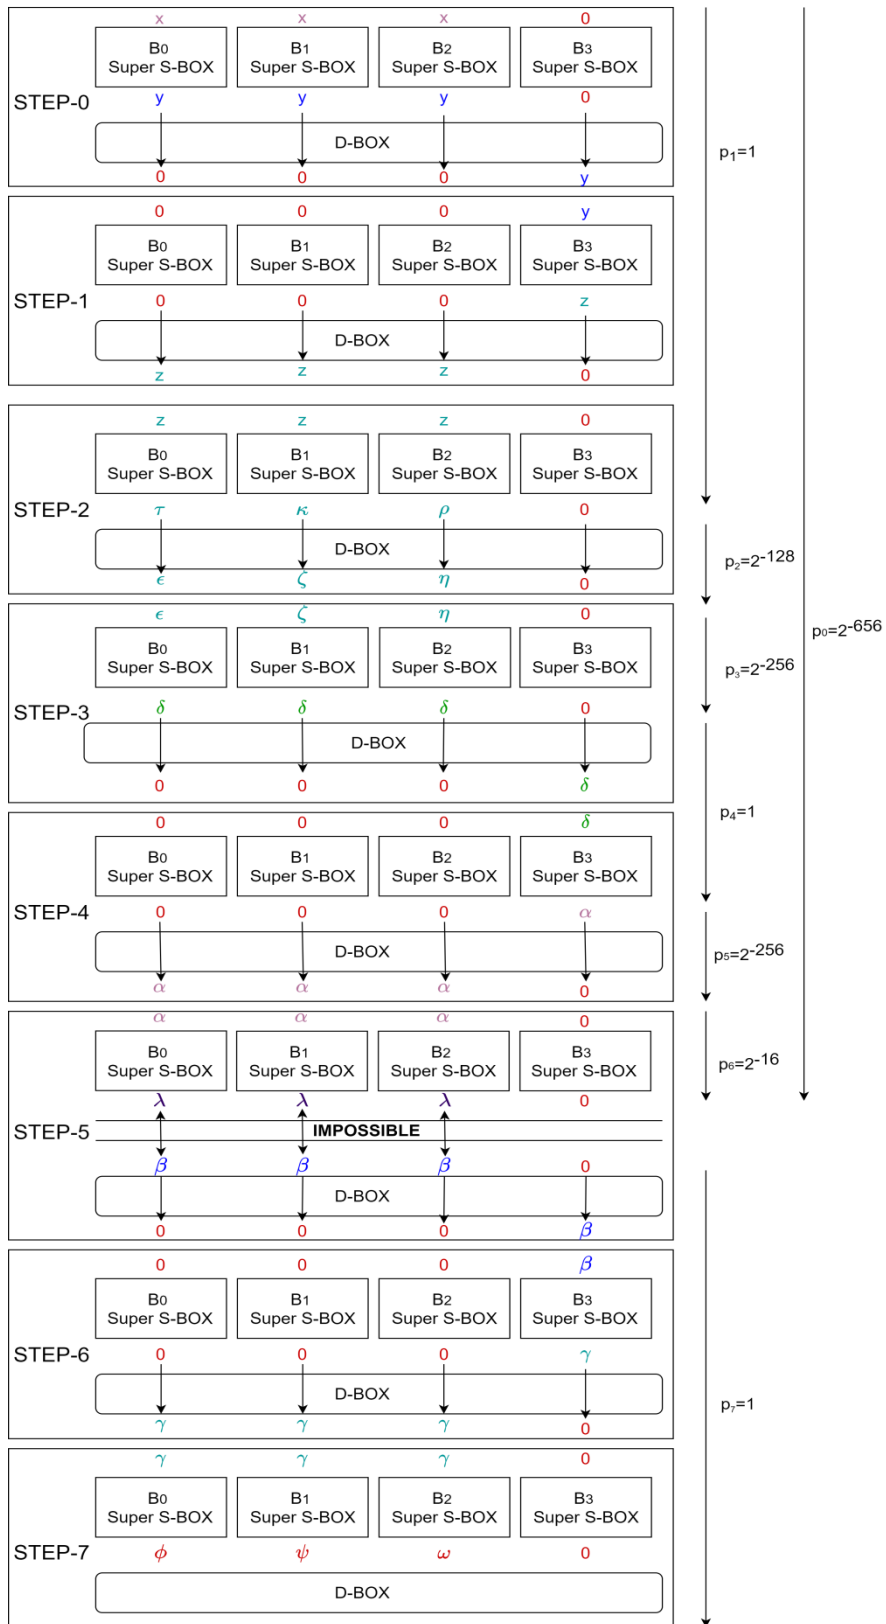 x x x 0
B0 B1 B2 B3
Super S-BOX Super S-BOX Super S-BOX Super S-BOX
STEP-0
y y y 0
D-BOX
p1=1
0 0 0 y
0 0 0 y
B0 B1 B2 B3
Super S-BOX Super S-BOX Super S-BOX Super S-BOX
STEP-1
0 0 0 z
D-BOX
z z z 0
z z z 0
B0 B1 B2 B3
Super S-BOX Super S-BOX Super S-BOX Super S-BOX
STEP-2
τ κ ρ 0
D-BOX
p2=2-128
ϵ ζ η 0
ϵ ζ η 0
p0=2-656
B0 B1 B2 B3
Super S-BOX Super S-BOX Super S-BOX Super S-BOX
p3=2-256
STEP-3
δ δ δ 0
D-BOX
0 0 0 δ
p4=1
0 0 0 δ
B0 B1 B2 B3
Super S-BOX Super S-BOX Super S-BOX Super S-BOX
STEP-4
0 0 0 α
D-BOX
p5=2-256
α α α 0
α α α 0
B0 B1 B2 B3
Super S-BOX Super S-BOX Super S-BOX Super S-BOX
p6=2-16
λ λ λ 0
STEP-5
IMPOSSIBLE
β β β 0
D-BOX
0 0 0 β
0 0 0 β
B0 B1 B2 B3
Super S-BOX Super S-BOX Super S-BOX Super S-BOX
STEP-6
0 0 0 γ
D-BOX
p7=1
γ γ γ 0
γ γ γ 0
B0 B1 B2 B3
Super S-BOX Super S-BOX Super S-BOX Super S-BOX
STEP-7
ϕ ψ ω 0
D-BOX